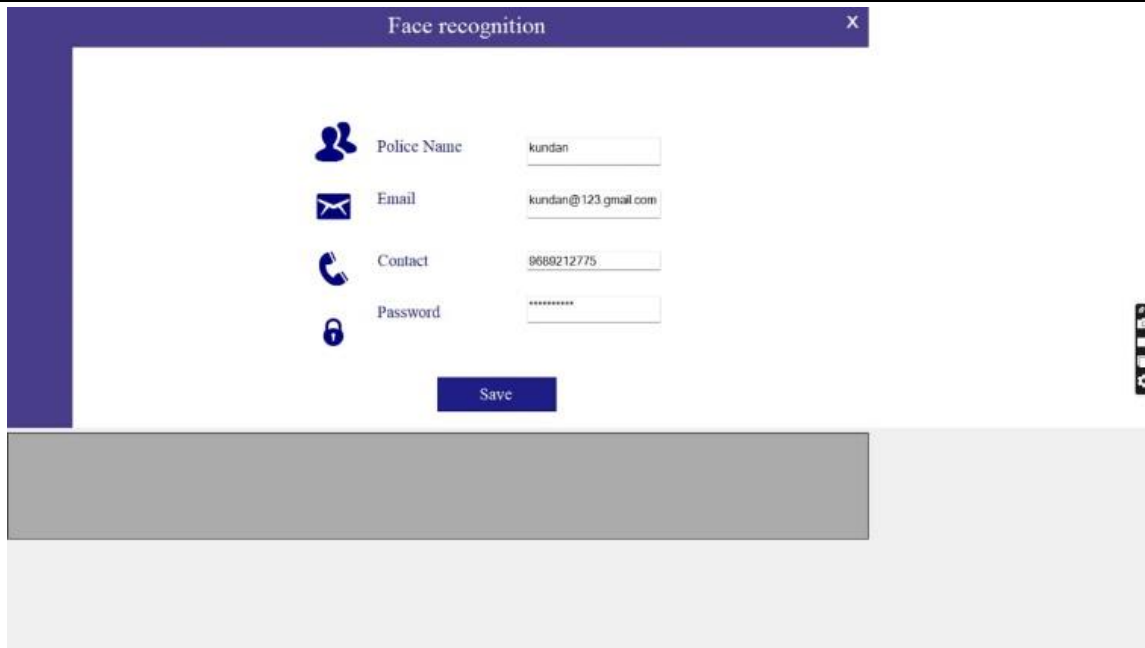 Face recognition X
Police Name kundan
Email kundan@123.gmail.com
Contact 9689212775
Password **********
Save